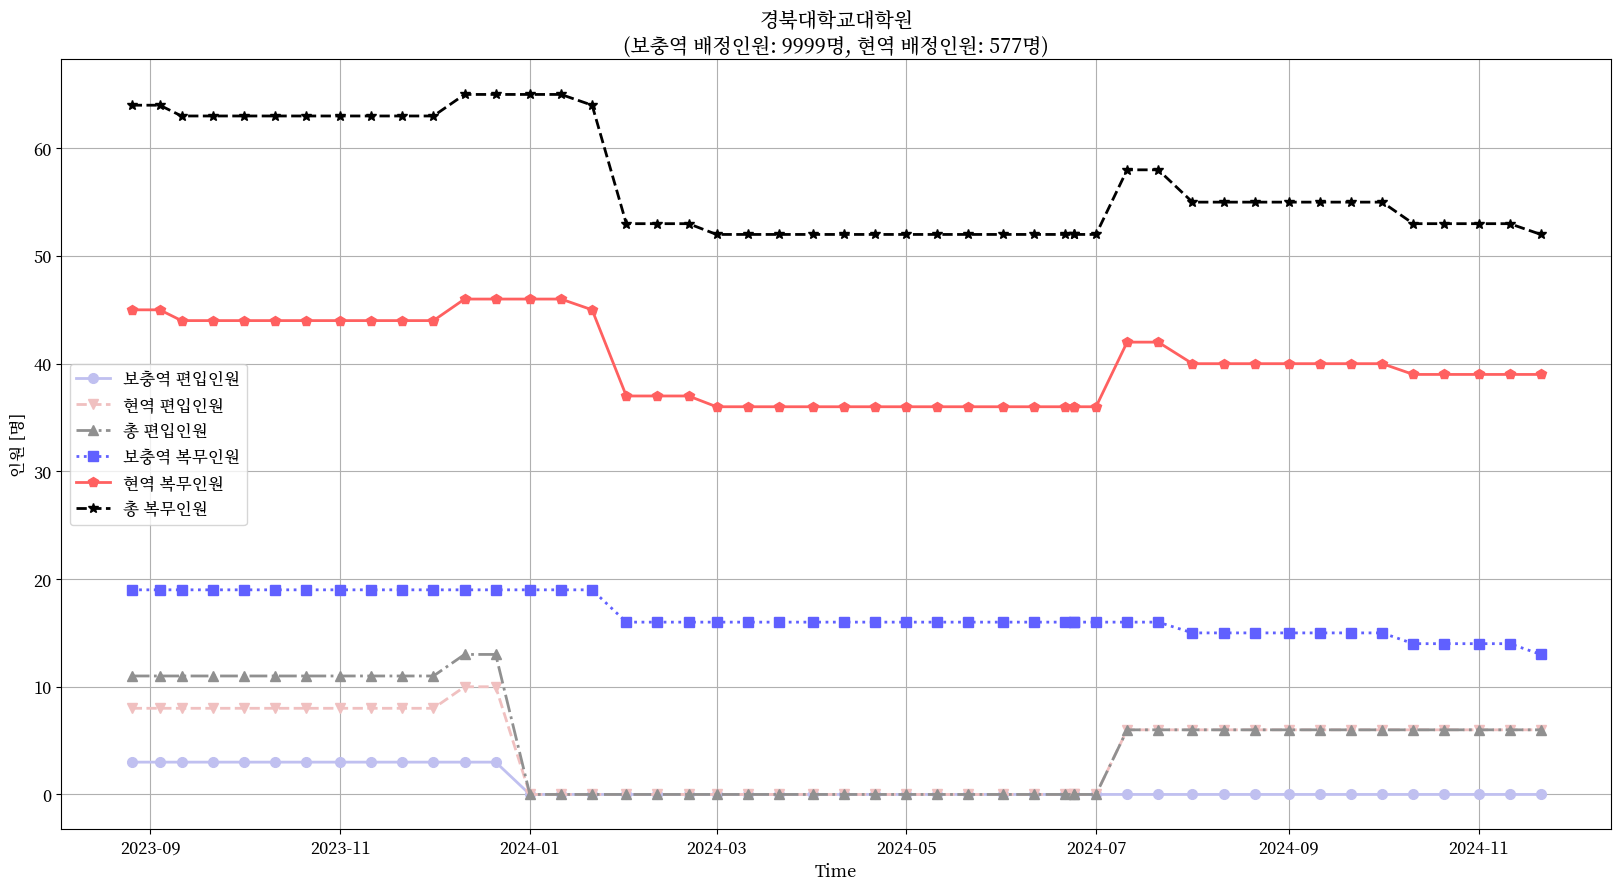 경북대학교대학원
(보충역 배정인원: 9999명, 현역 배정인원: 577명)
인원 [명]
60
50
40
30
20
10
0
보충역 편입인원
현역 편입인원
총 편입인원
보충역 복무인원
현역 복무인원
총 복무인원
2023-09
2023-11
2024-01
2024-03
2024-05
2024-07
2024-09
2024-11
Time